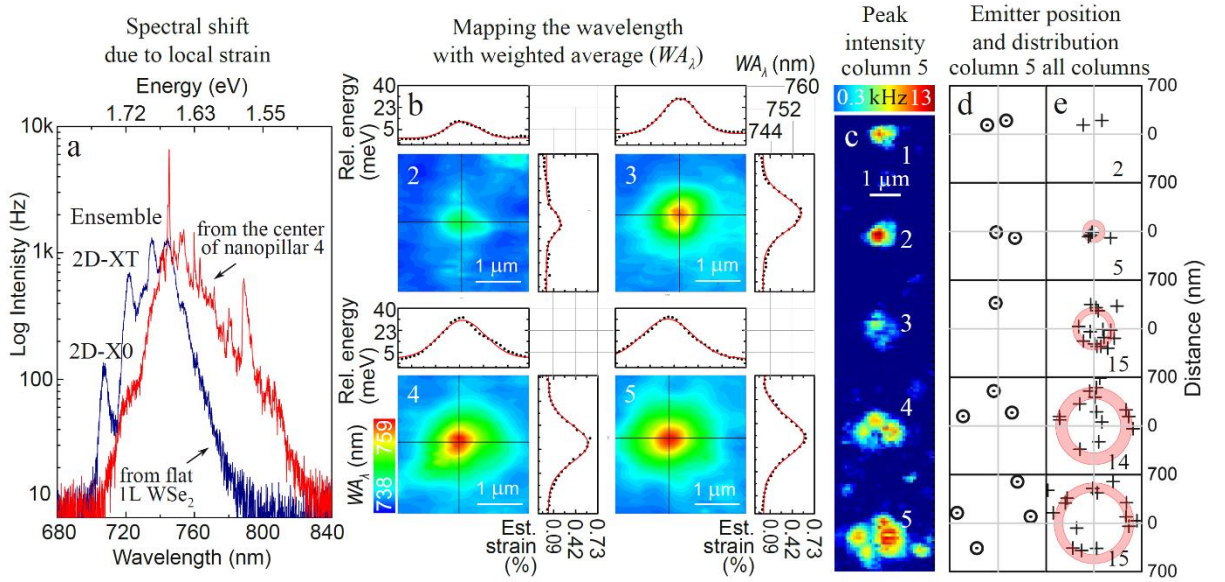 Spectral shift
due to local strain
Energy (eV)
1.72 1.63 1.55
10k
1k
100
10
Log Intenisty (Hz)
a
Ensemble
2D-XT
2D-X0
from the center
of nanopillar 4
from flat
1L WSe2
680 720 760 800 840
Wavelength (nm)
Mapping the wavelength
with weighted average (WAλ)
WAλ (nm)
760
752
744
Rel. energy
(meV)
40
23
5
b
2
1 μm
3
1 μm
Rel. energy
(meV)
40
23
5
4
1 μm
5
1 μm
WAλ (nm)
738 759
Est.
strain
(%)
0.09
0.42
0.73
Est.
strain
(%)
0.09
0.42
0.73
Peak
intensity
column 5
0.3 kHz 13
c
1
1 μm
2
3
4
5
Emitter position
and distribution
column 5 all columns
d
e
700
0
2
700
0
5
700
0
15
700
0
14
700
0
15
700
Distance (nm)